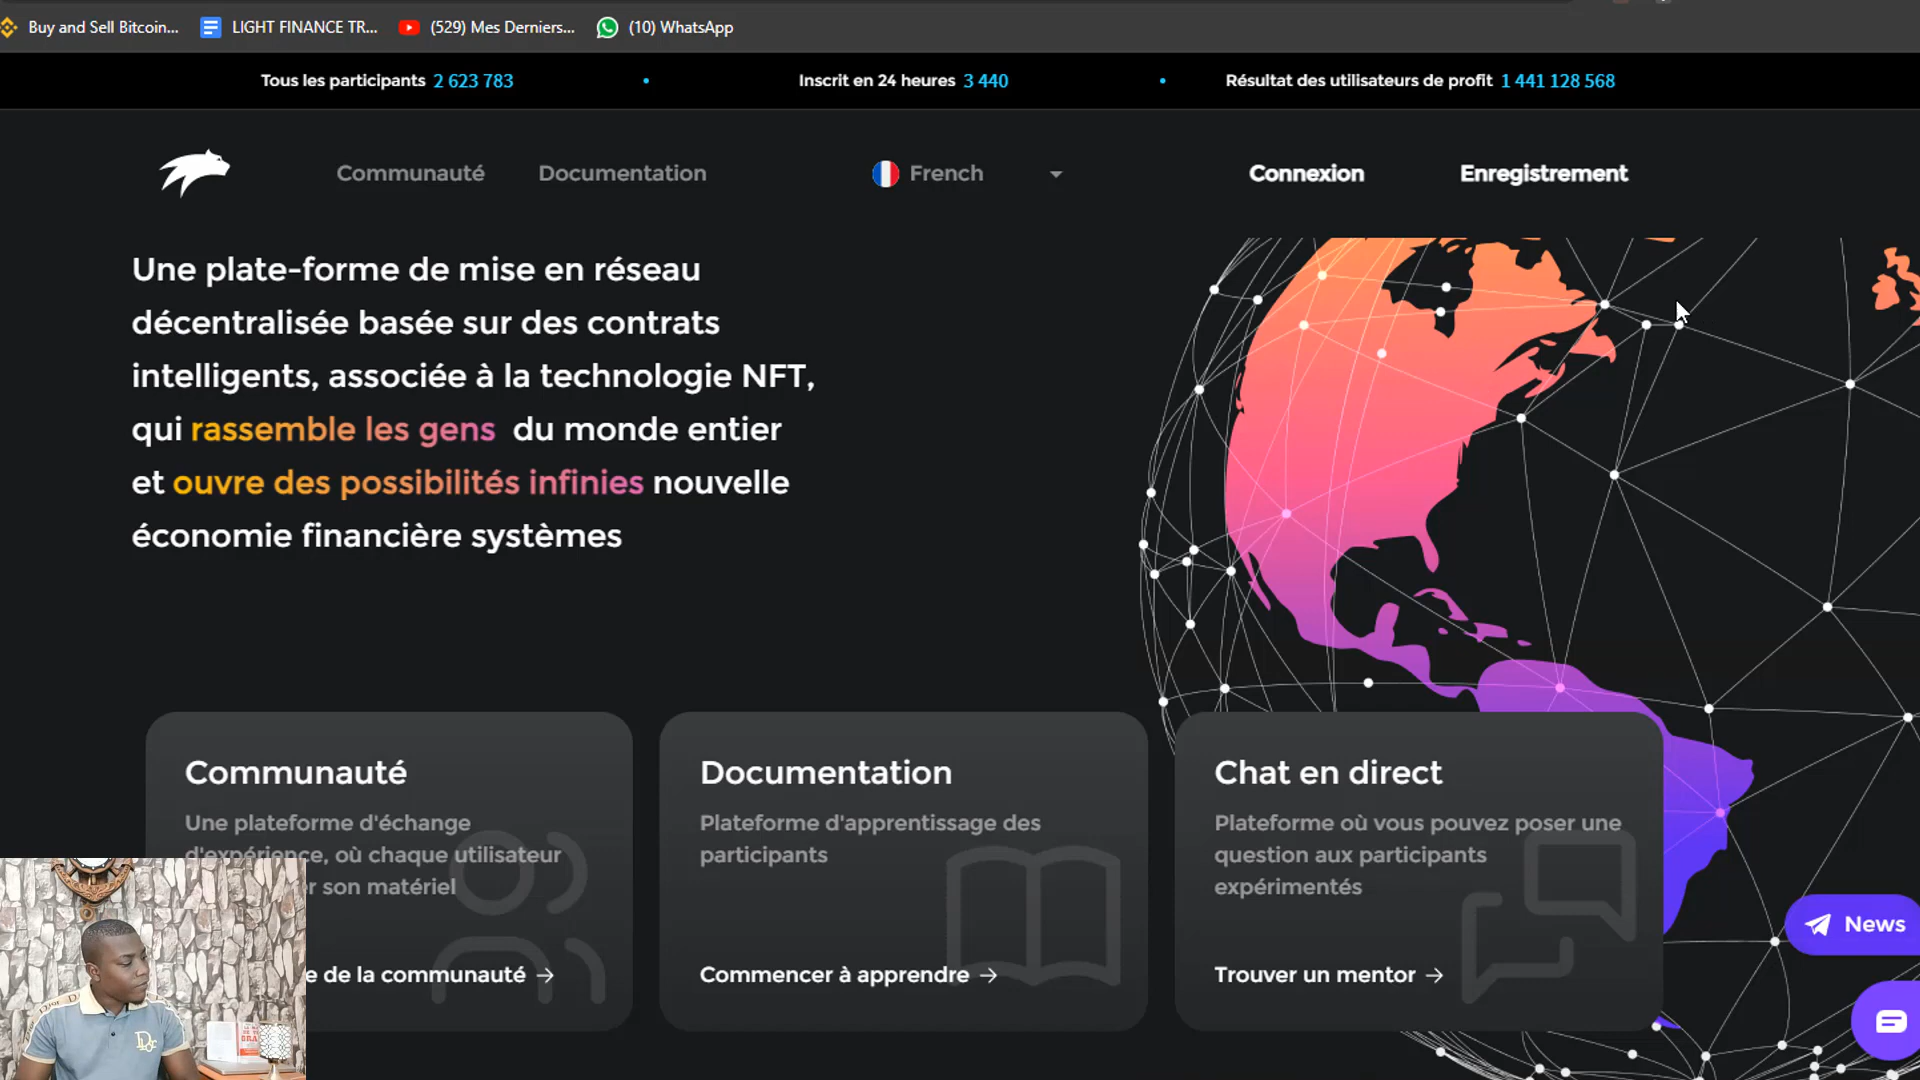 Buy and Sell Bitcoin... LIGHT FINANCE TR... (529) Mes Derniers... (10) WhatsApp
Tous les participants 2 623 783 • Inscrit en 24 heures 3 440 • Résultat des utilisateurs de profit 1 441 128 568
Communauté Documentation French Connexion Enregistrement
Une plate-forme de mise en réseau
décentralisée basée sur des contrats
intelligents, associée à la technologie NFT,
qui rassemble les gens du monde entier
et ouvre des possibilités infinies nouvelle
économie financière systèmes
Communauté
Une plateforme d'échange
d'expérience, où chaque utilisateur
r son matériel
e de la communauté →
Documentation
Plateforme d'apprentissage des
participants
Commencer à apprendre →
Chat en direct
Plateforme où vous pouvez poser une
question aux participants
expérimentés
Trouver un mentor →
News